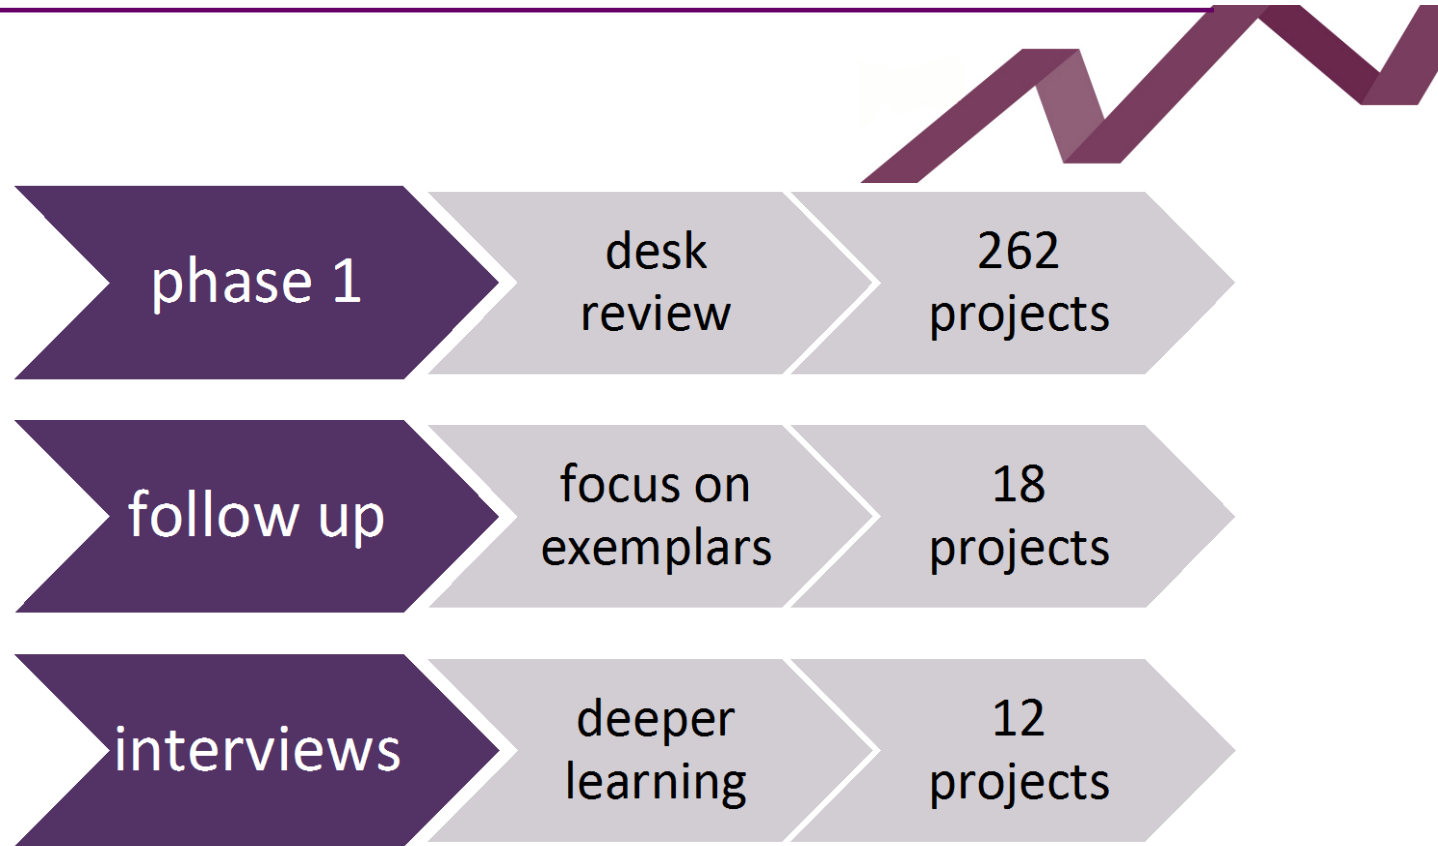 phase 1
desk
review
262
projects
follow up
focus on
exemplars
18
projects
interviews
deeper
learning
12
projects